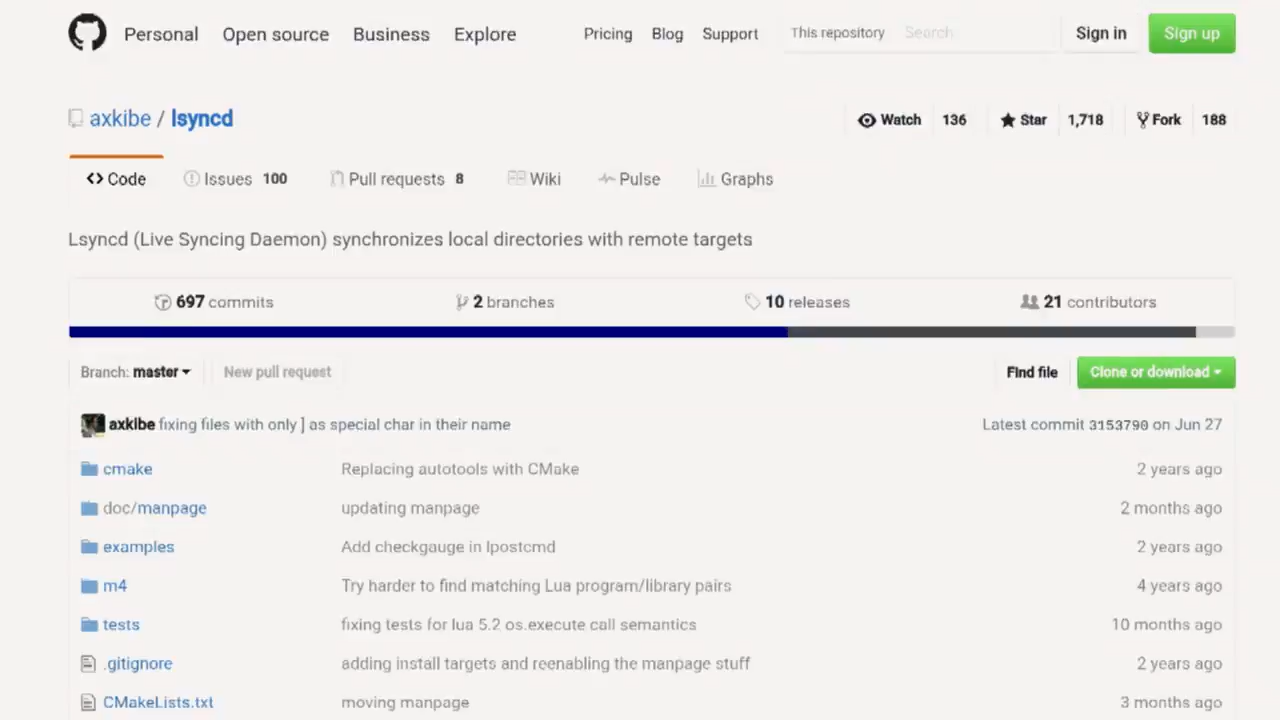 Personal Open source Business Explore Pricing Blog Support This repository Search Sign in Sign up
axkibe / lsyncd Watch 136 Star 1,718 Fork 188
Code Issues 100 Pull requests 8 Wiki Pulse Graphs
Lsyncd (Live Syncing Daemon) synchronizes local directories with remote targets
697 commits 2 branches 10 releases 21 contributors
Branch: master New pull request Find file Clone or download
axkibe fixing files with only ] as special char in their name Latest commit 3153790 on Jun 27
cmake Replacing autotools with CMake 2 years ago
doc/manpage updating manpage 2 months ago
examples Add checkgauge in lpostcmd 2 years ago
m4 Try harder to find matching Lua program/library pairs 4 years ago
tests fixing tests for lua 5.2 os.execute call semantics 10 months ago
.gitignore adding install targets and reenabling the manpage stuff 2 years ago
CMakeLists.txt moving manpage 3 months ago